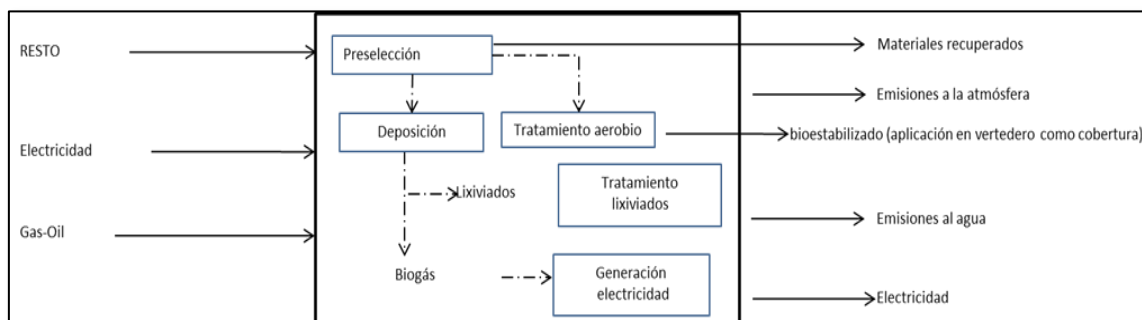 RESTO
Electricidad
Gas-Oil
Preselección
Deposición
Tratamiento aerobio
Lixiviados
Tratamiento
lixiviados
Biogás
Generación
electricidad
Materiales recuperados
Emisiones a la atmósfera
bioestabilizado (aplicación en vertedero como cobertura)
Emisiones al agua
Electricidad